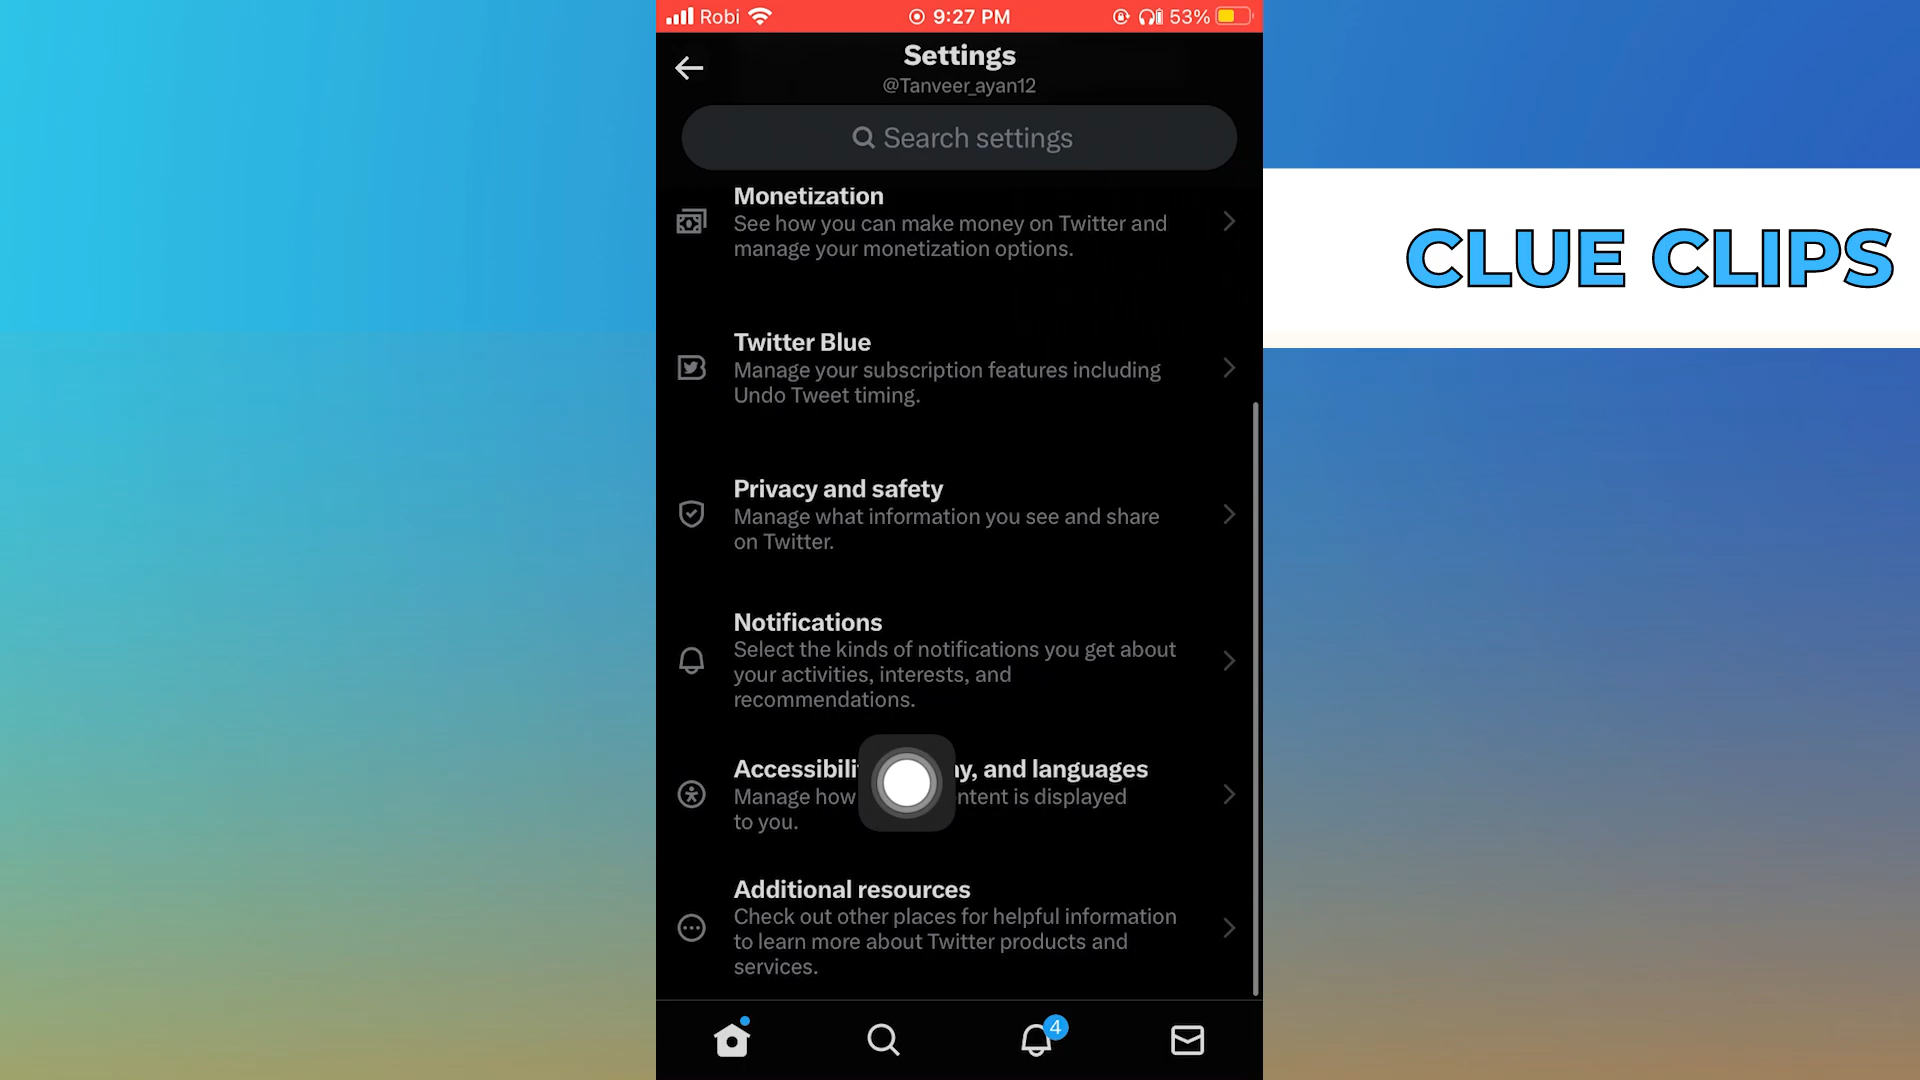 Robi 9:27 PM 53%
Settings
@Tanveer_ayan12
Search settings
Monetization
See how you can make money on Twitter and
manage your monetization options.
Twitter Blue
Manage your subscription features including
Undo Tweet timing.
Privacy and safety
Manage what information you see and share
on Twitter.
Notifications
Select the kinds of notifications you get about
your activities, interests, and
recommendations.
and languages
Manage how is displayed
to you.
Additional resources
Check out other places for helpful information
to learn more about Twitter products and
services.
4
CLUE CLIPS